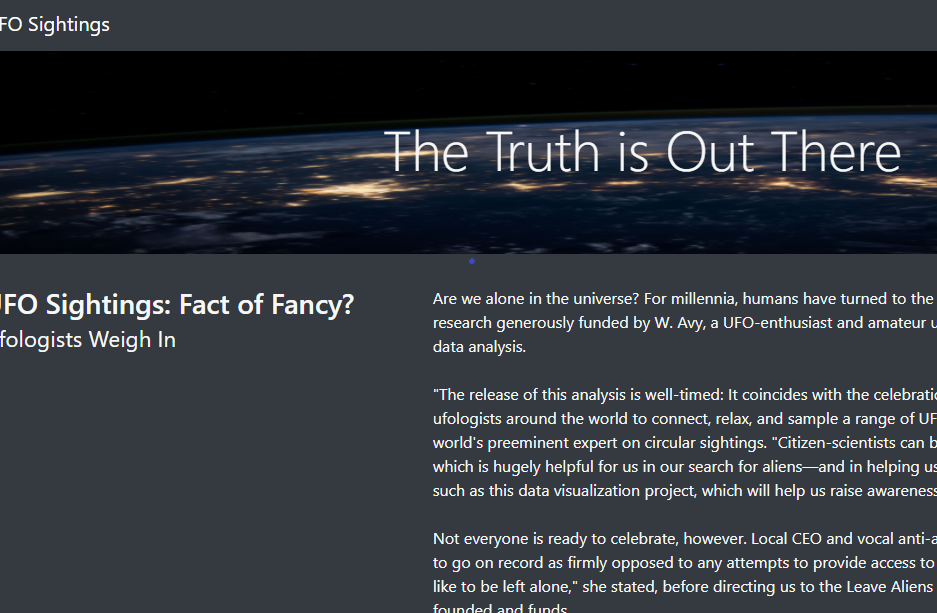 FO Sightings
The Truth is Out There
UFO Sightings: Fact of Fancy?
fologists Weigh In
Are we alone in the universe? For millennia, humans have turned to the
research generously funded by W. Avy, a UFO-enthusiast and amateur u
data analysis.
"The release of this analysis is well-timed: It coincides with the celebratio
ufologists around the world to connect, relax, and sample a range of UF
world's preeminent expert on circular sightings. "Citizen-scientists can b
which is hugely helpful for us in our search for aliens—and in helping us
such as this data visualization project, which will help us raise awareness
Not everyone is ready to celebrate, however. Local CEO and vocal anti-a
to go on record as firmly opposed to any attempts to provide access to
like to be left alone," she stated, before directing us to the Leave Aliens
founded and funds.